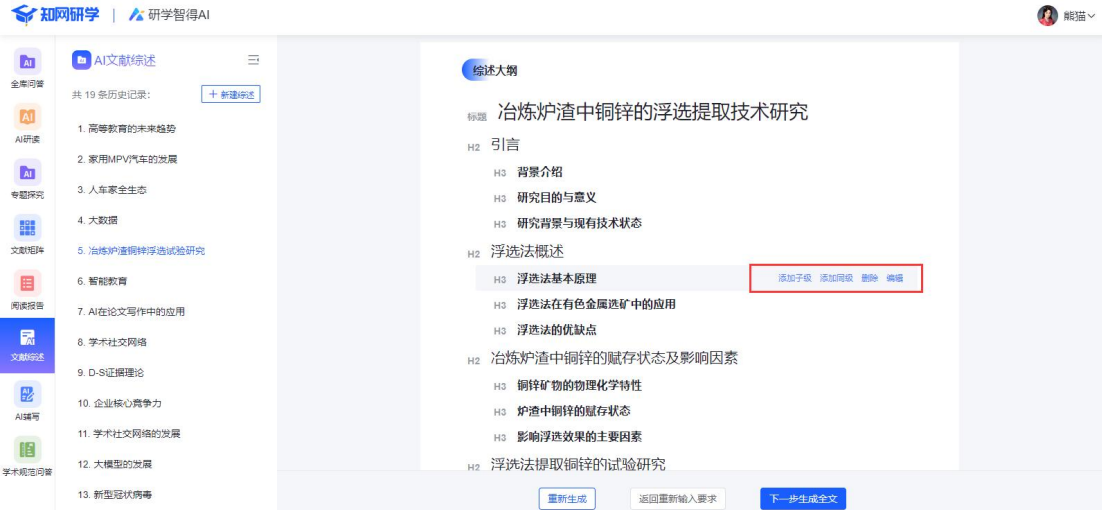 知网研学 | 研学智得AI
熊猫
全库问答
AI研读
专题探究
文献矩阵
阅读报告
文献综述
AI辅写
学术规范问答
AI文献综述
共 19 条历史记录：
+ 新建综述
1. 高等教育的未来趋势
2. 家用MPV汽车的发展
3. 人车家全生态
4. 大数据
5. 冶炼炉渣铜锌浮选试验研究
6. 智能教育
7. AI在论文写作中的应用
8. 学术社交网络
9. D-S证据理论
10. 企业核心竞争力
11. 学术社交网络的发展
12. 大模型的发展
13. 新型冠状病毒
综述大纲
标题 冶炼炉渣中铜锌的浮选提取技术研究
H2 引言
H3 背景介绍
H3 研究目的与意义
H3 研究背景与现有技术状态
H2 浮选法概述
H3 浮选法基本原理 添加子级 添加同级 删除 编辑
H3 浮选法在有色金属选矿中的应用
H3 浮选法的优缺点
H2 冶炼炉渣中铜锌的赋存状态及影响因素
H3 铜锌矿物的物理化学特性
H3 炉渣中铜锌的赋存状态
H3 影响浮选效果的主要因素
H2 浮选法提取铜锌的试验研究
重新生成 返回重新输入要求 下一步生成全文